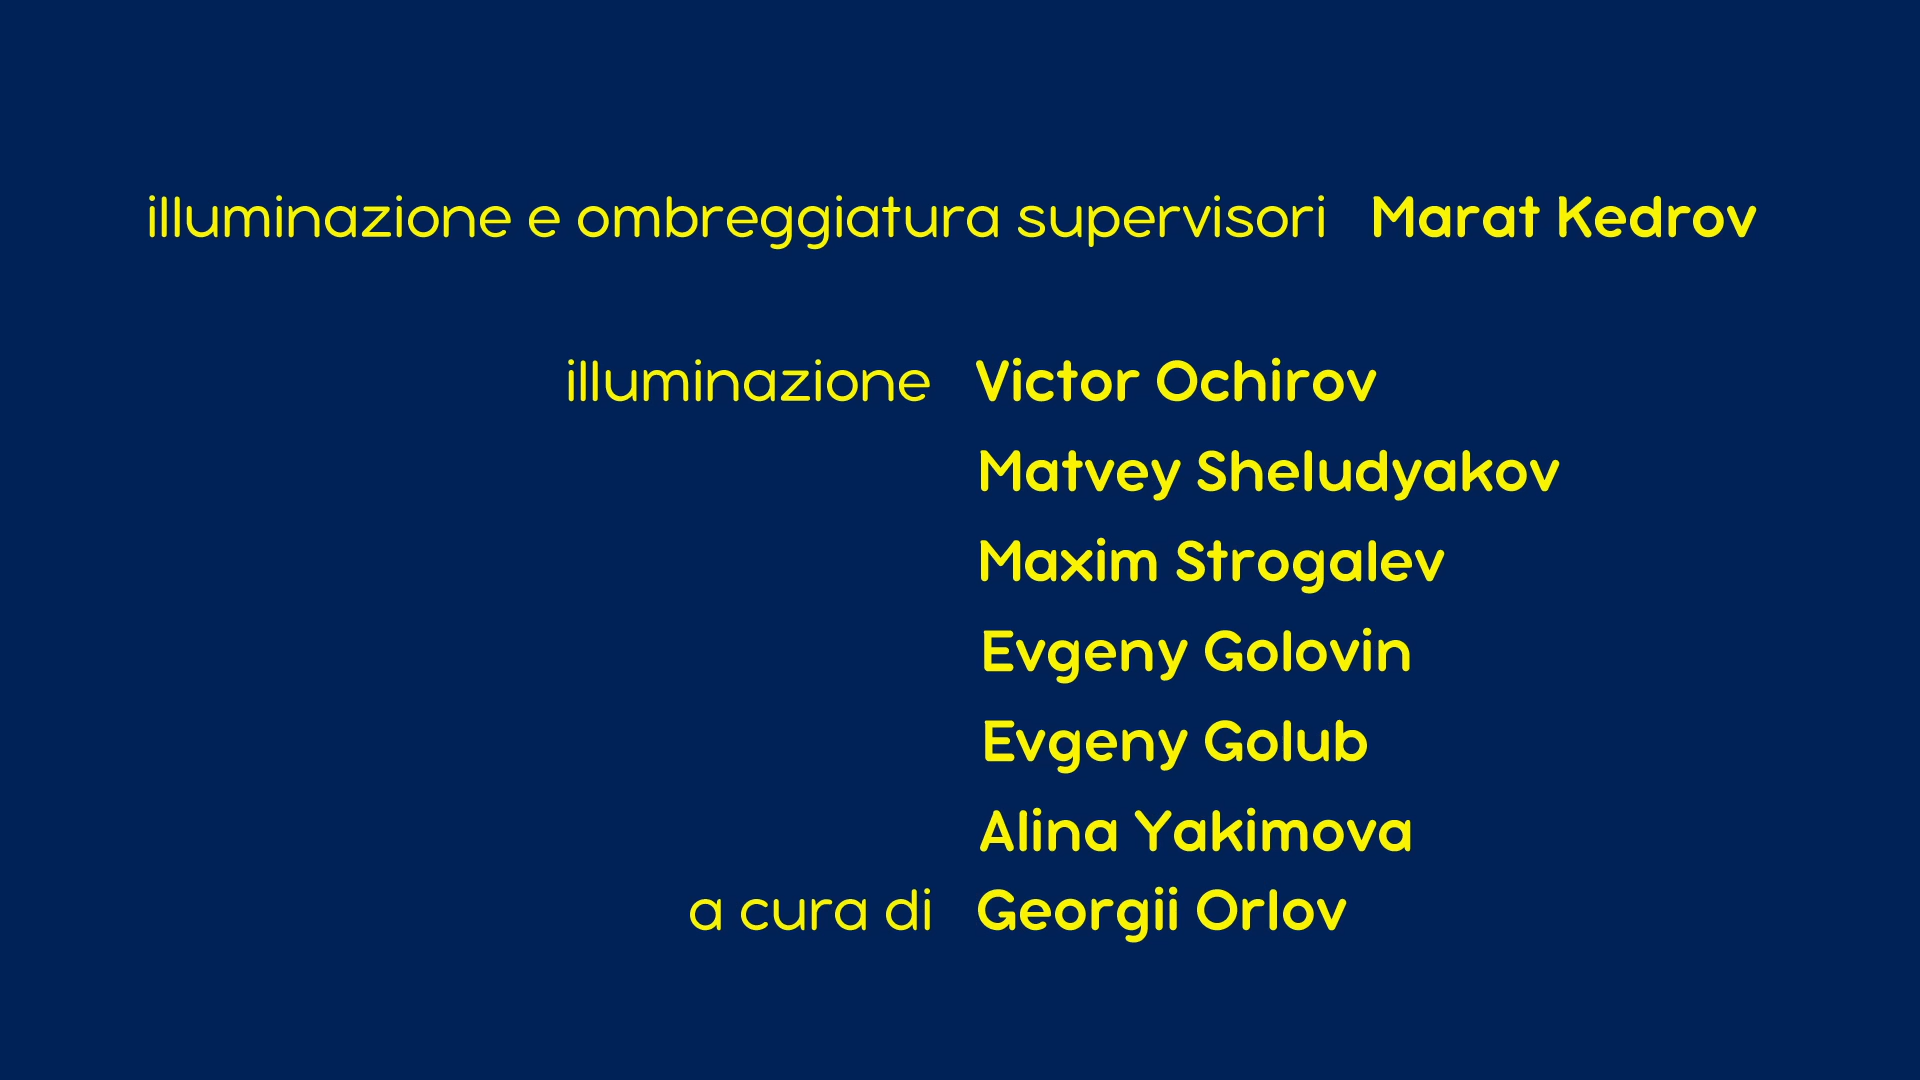 illuminazione e ombreggiatura supervisori Marat Kedrov
illuminazione Victor Ochirov
Matvey Sheludyakov
Maxim Strogalev
Evgeny Golovin
Evgeny Golub
Alina Yakimova
a cura di Georgii Orlov